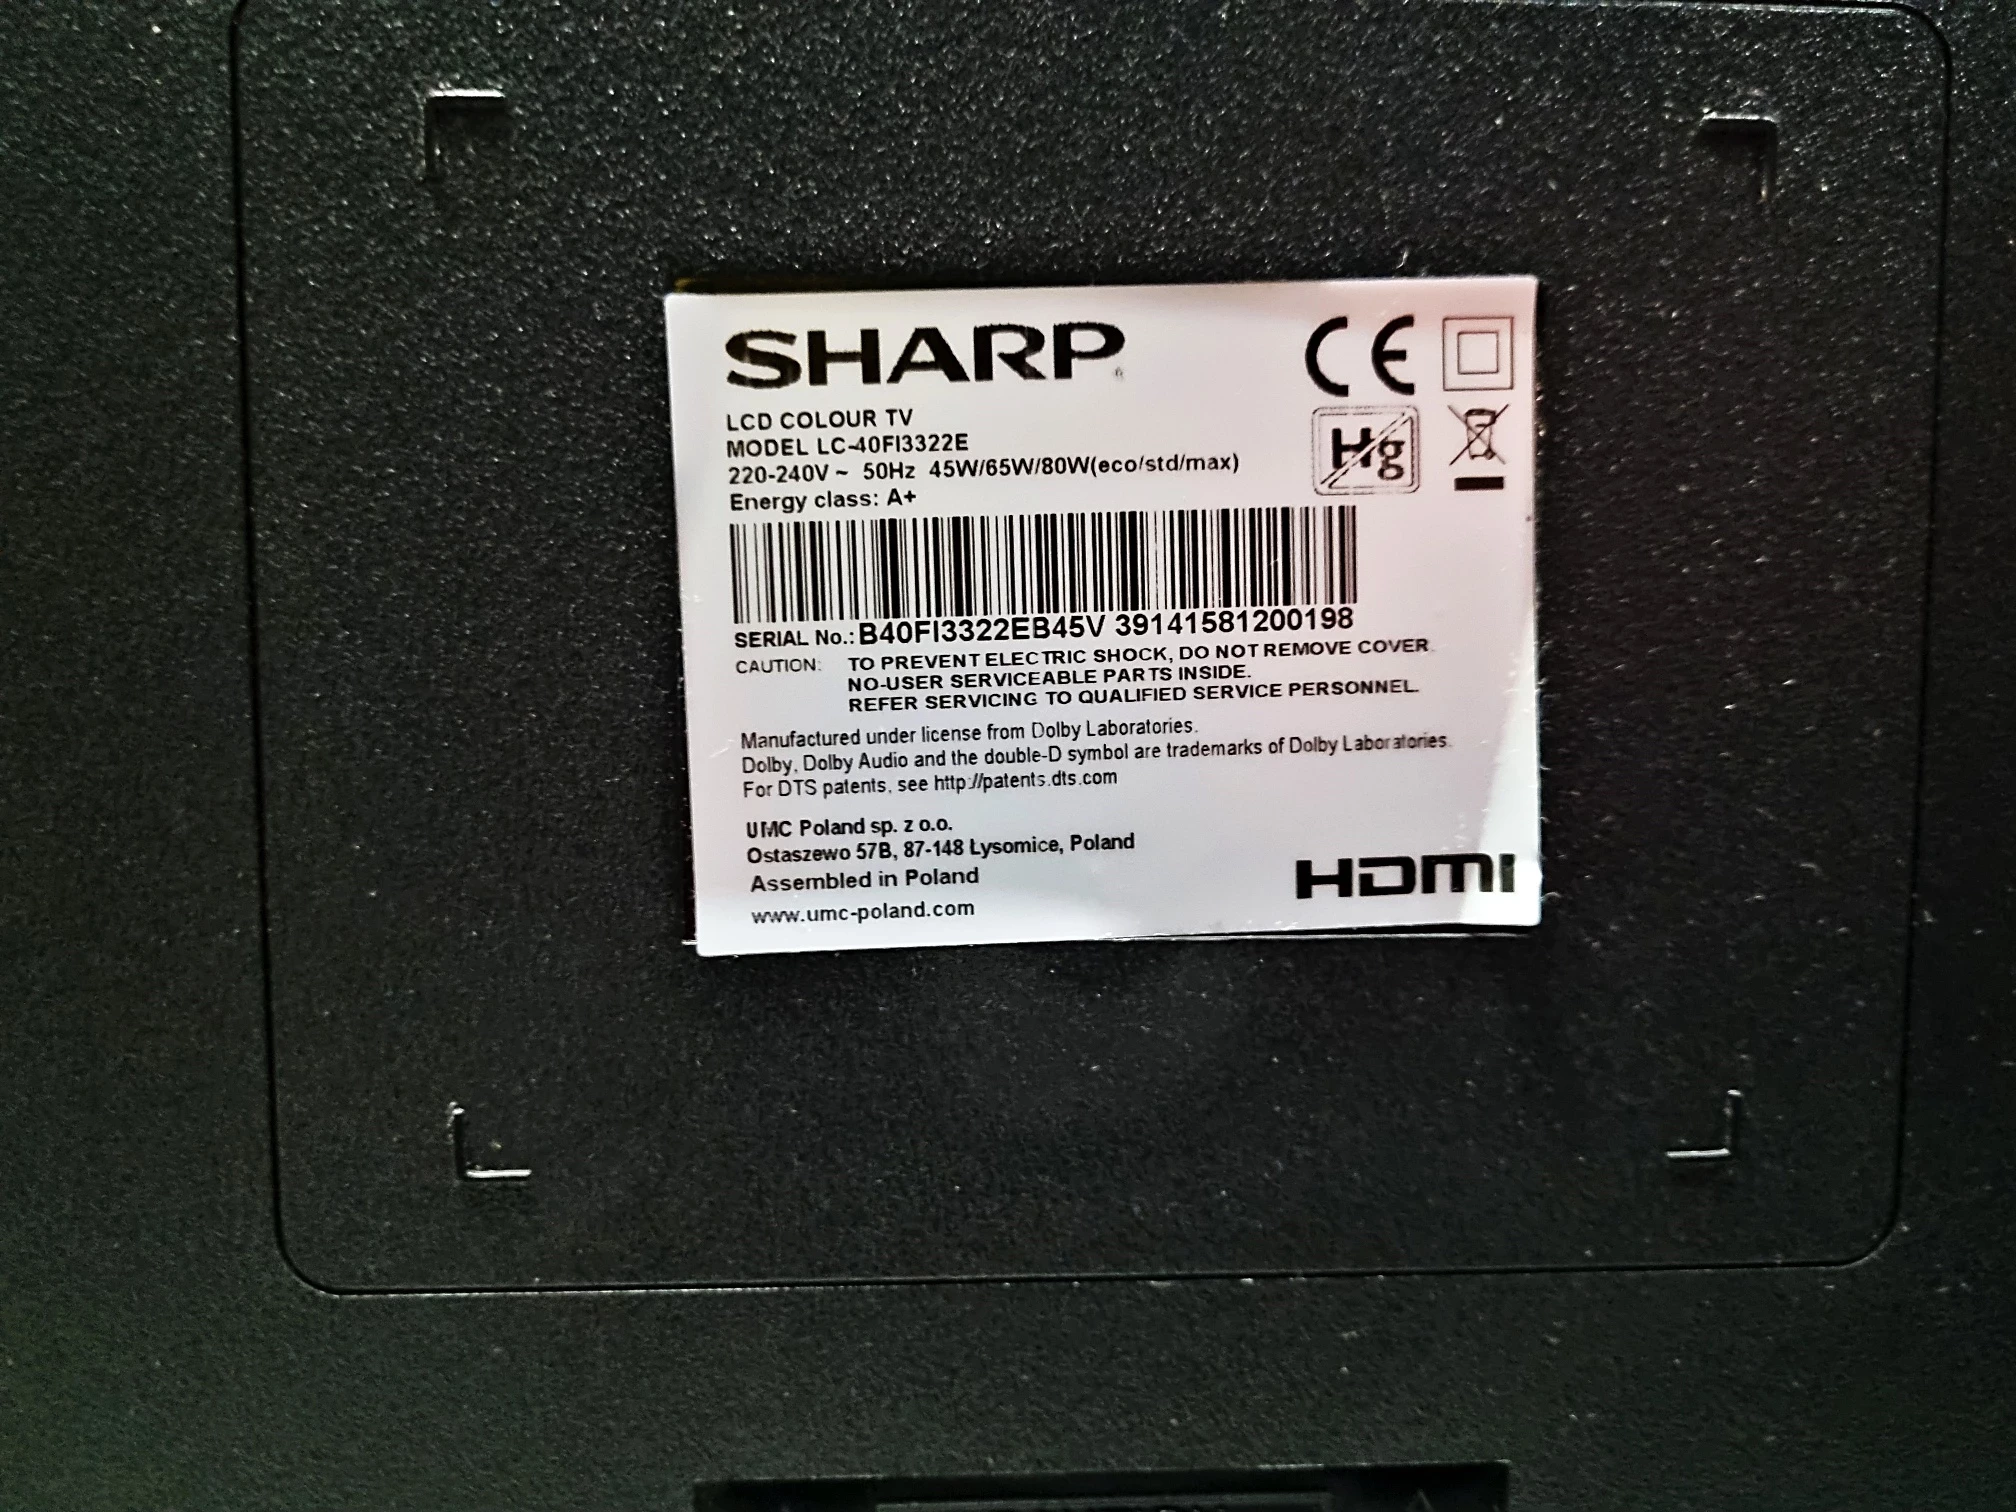 SHARP®
CE
LCD COLOUR TV
MODEL LC-40FI3322E
220-240V ~ 50Hz 45W/65W/80W(eco/std/max)
Hg
Energy class: A+
SERIAL No.: B40FI3322EB45V 39141581200198
CAUTION: TO PREVENT ELECTRIC SHOCK, DO NOT REMOVE COVER.
NO-USER SERVICEABLE PARTS INSIDE.
REFER SERVICING TO QUALIFIED SERVICE PERSONNEL.
Manufactured under license from Dolby Laboratories.
Dolby, Dolby Audio and the double-D symbol are trademarks of Dolby Laboratories.
For DTS patents, see http://patents.dts.com
UMC Poland sp. z o.o.
Ostaszewo 57B, 87-148 Łysomice, Poland
Assembled in Poland
HDMI
www.umc-poland.com